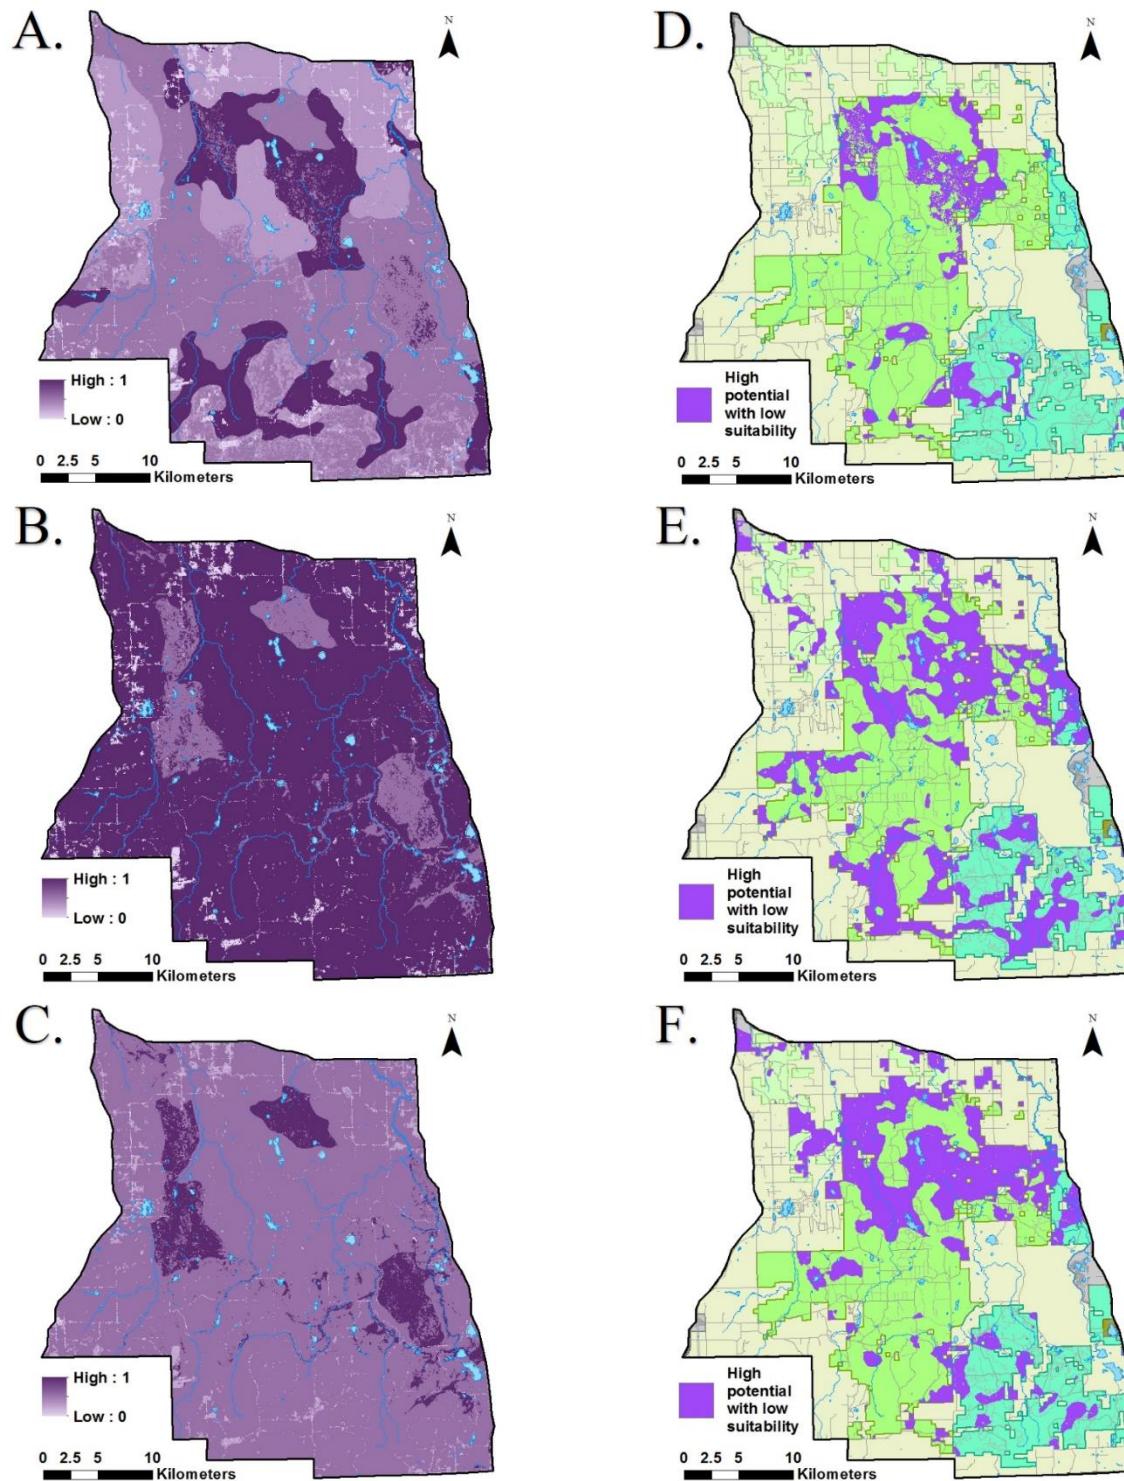 A.
N
High : 1
Low : 0
0 2.5 5 10
Kilometers
D.
N
High
potential
with low
suitability
0 2.5 5 10
Kilometers
B.
N
High : 1
Low : 0
0 2.5 5 10
Kilometers
E.
N
High
potential
with low
suitability
0 2.5 5 10
Kilometers
C.
N
High : 1
Low : 0
0 2.5 5 10
Kilometers
F.
N
High
potential
with low
suitability
0 2.5 5 10
Kilometers